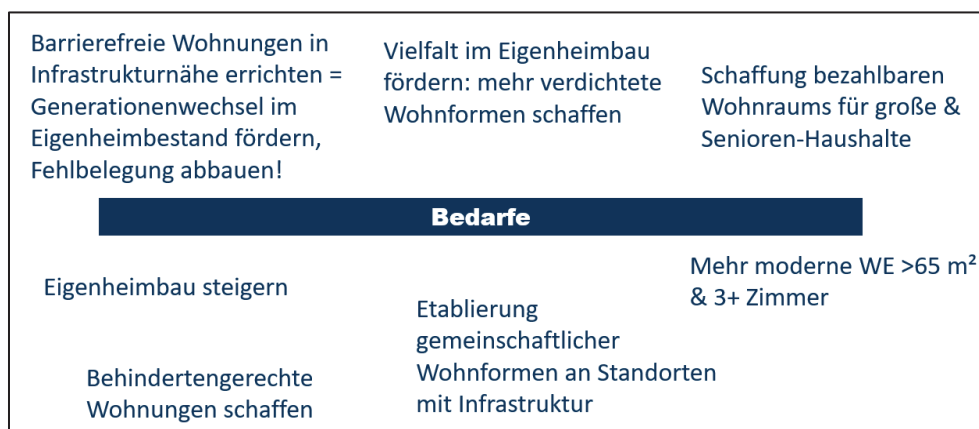 Barrierefreie Wohnungen in
Infrastrukturnähe errichten =
Generationenwechsel im
Eigenheimbestand fördern,
Fehlbelegung abbauen!
Vielfalt im Eigenheimbau
fördern: mehr verdichtete
Wohnformen schaffen
Schaffung bezahlbaren
Wohnraums für große &
Senioren-Haushalte
Bedarfe
Eigenheimbau steigern
Behindertengerechte
Wohnungen schaffen
Etablierung
gemeinschaftlicher
Wohnformen an Standorten
mit Infrastruktur
Mehr moderne WE >65 m²
& 3+ Zimmer